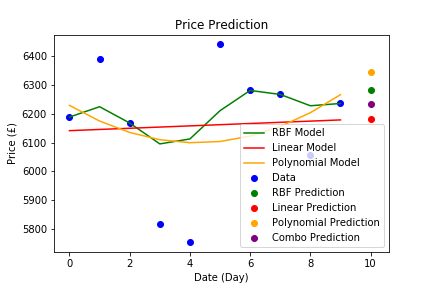 Price Prediction
Price (£)
6400
6300
6200
6100
6000
5900
5800
RBF Model
Linear Model
Polynomial Model
Data
RBF Prediction
Linear Prediction
Polynomial Prediction
Combo Prediction
0
2
4
6
8
10
Date (Day)